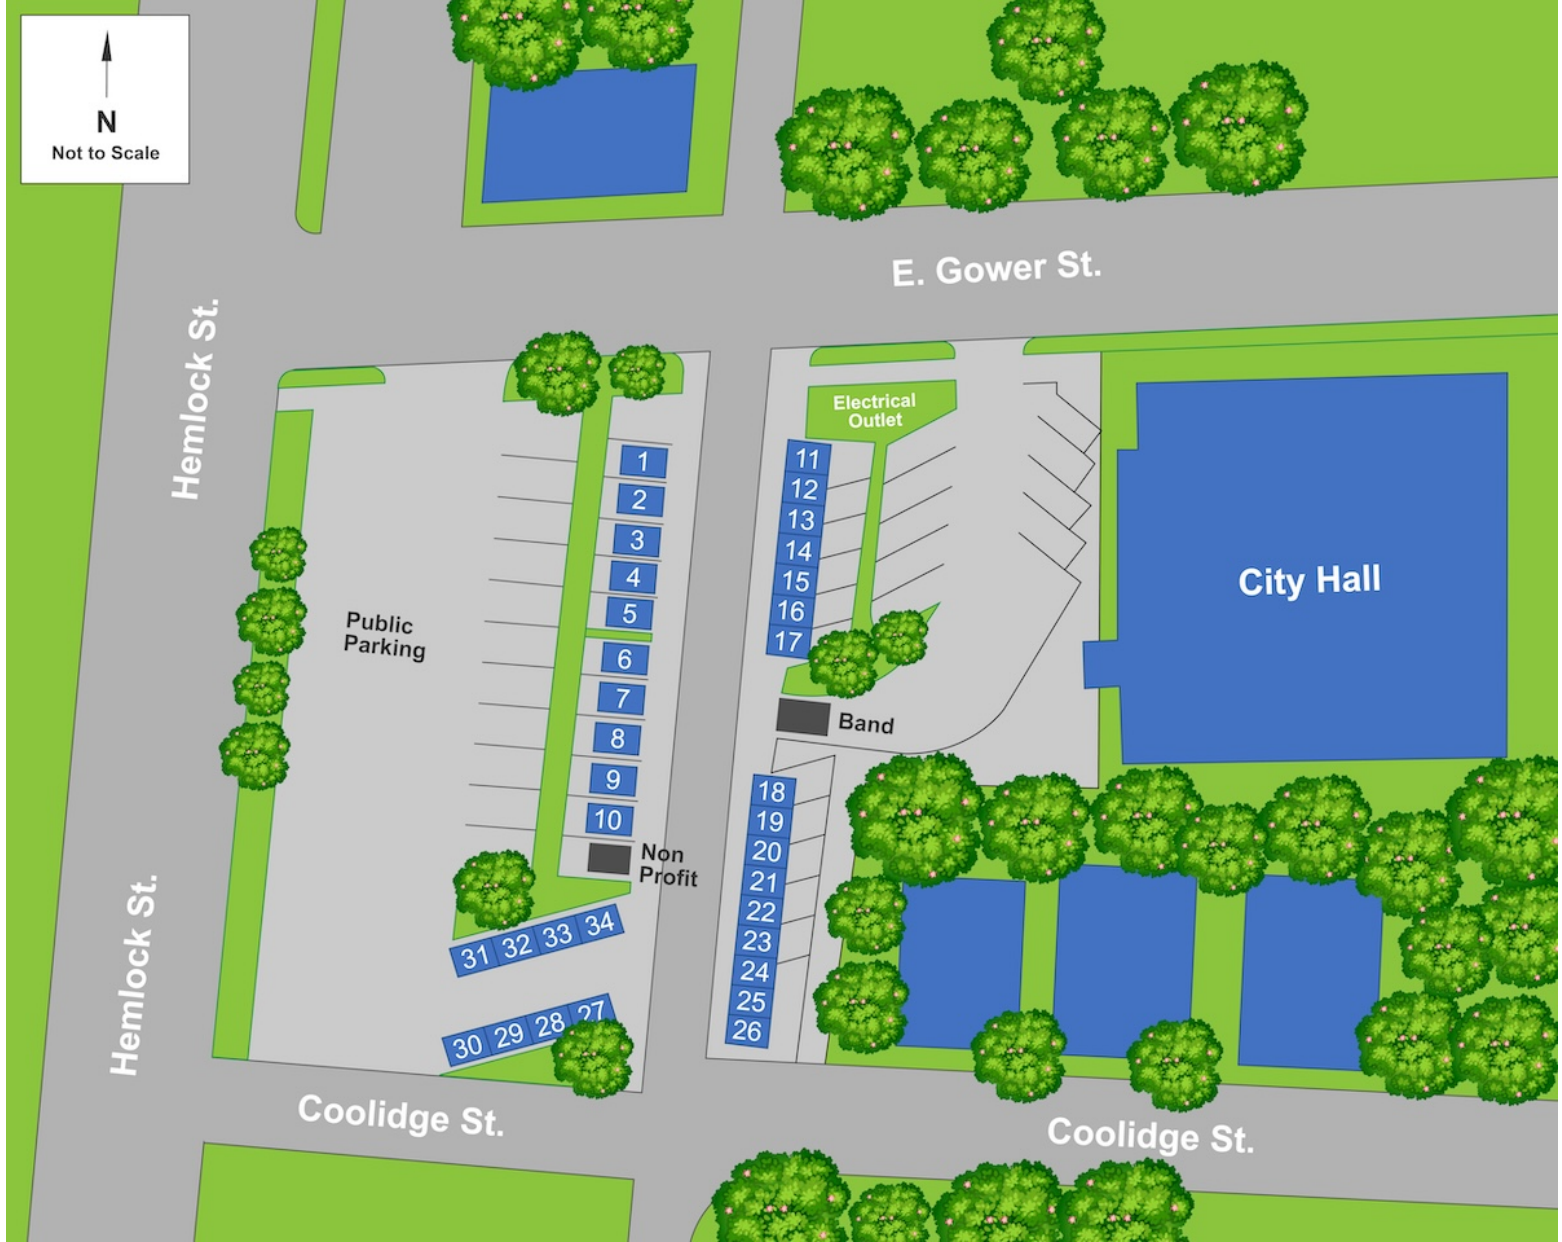 N
Not to Scale
E. Gower St.
Hemlock St.
Electrical
Outlet
1
2
3
4
5
6
7
8
9
10
11
12
13
14
15
16
17
Public
Parking
City Hall
Band
18
19
20
21
22
23
24
25
26
Non
Profit
31 32 33 34
30 29 28 27
Hemlock St.
Coolidge St.
Coolidge St.